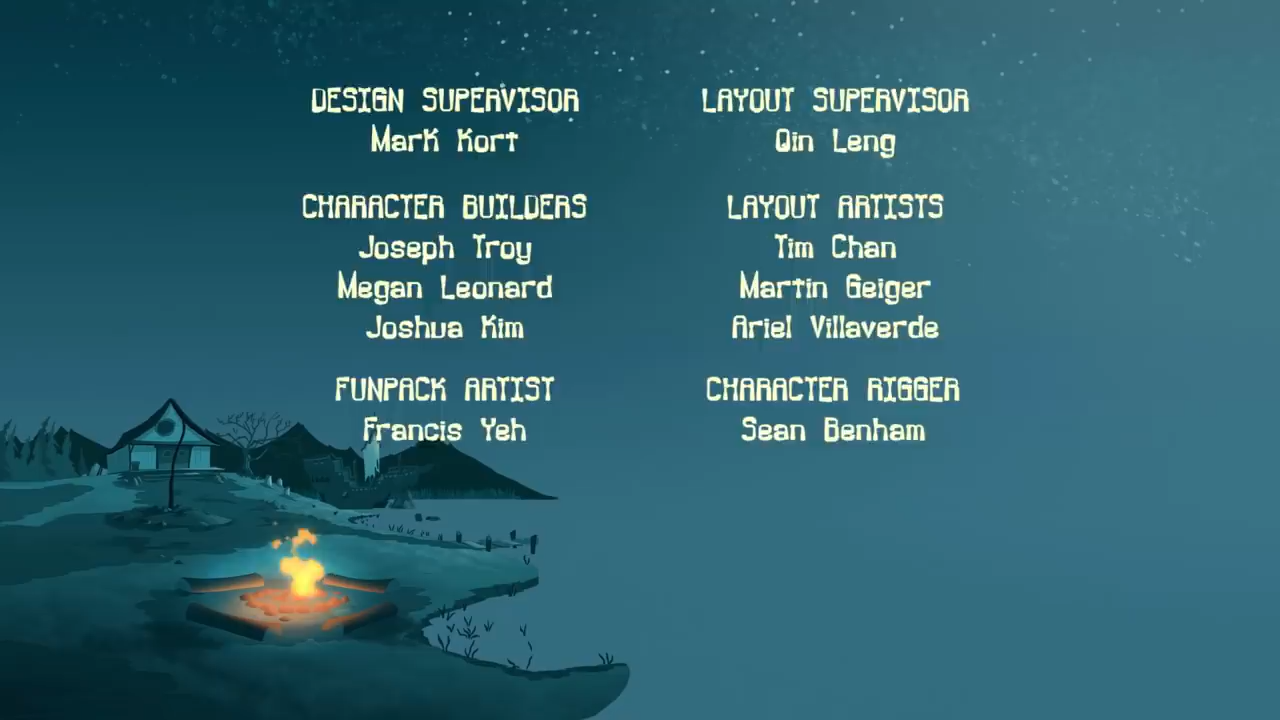 DESIGN SUPERVISOR
Mark Kort
CHARACTER BUILDERS
Joseph Troy
Megan Leonard
Joshua Kim
FUNPACK ARTIST
Francis Yeh
LAYOUT SUPERVISOR
Qin Leng
LAYOUT ARTISTS
Tim Chan
Martin Geiger
Ariel Villaverde
CHARACTER RIGGER
Sean Benham